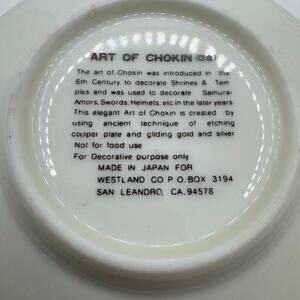 ART OF CHOKIN (彫金)
The art of Chokin was introduced in the
6th Century to decorate Shrines & Tem
ples and was used to decorate Samurai
Amors, Swords, Helmets, etc in the later years.
This elegant Art of Chokin is created by
using ancient technique of etching
copper plate and gilding gold and silver
Not for food use
For Decorative purpose only
MADE IN JAPAN FOR
WESTLAND CO P.O. BOX 3194
SAN LEANDRO, CA. 94578